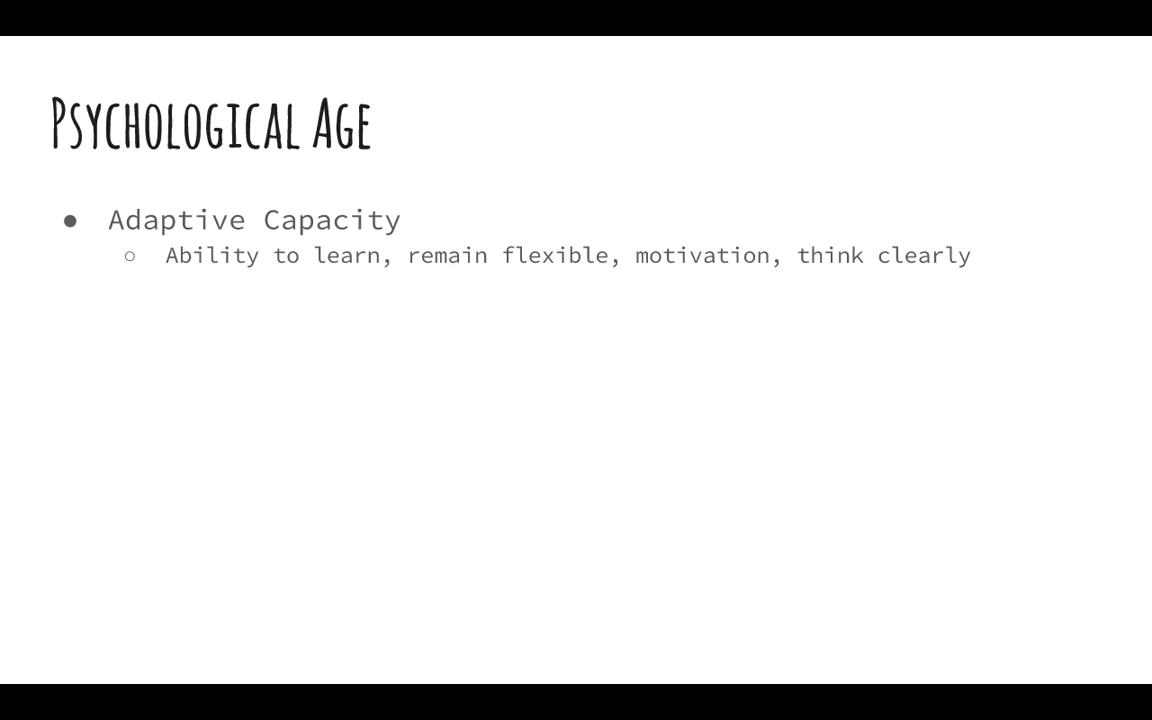 Psychological Age
● Adaptive Capacity
○ Ability to learn, remain flexible, motivation, think clearly